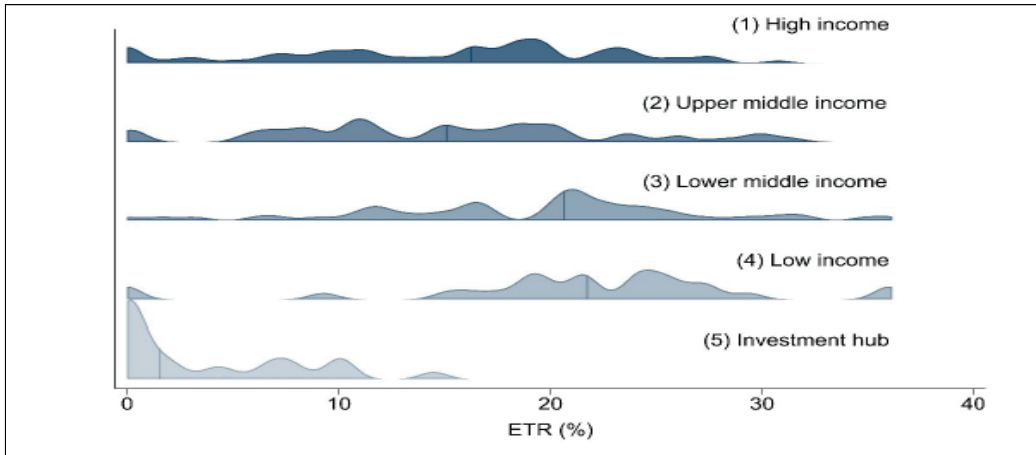 (1) High income
(2) Upper middle income
(3) Lower middle income
(4) Low income
(5) Investment hub
0 10 20 30 40
ETR (%)